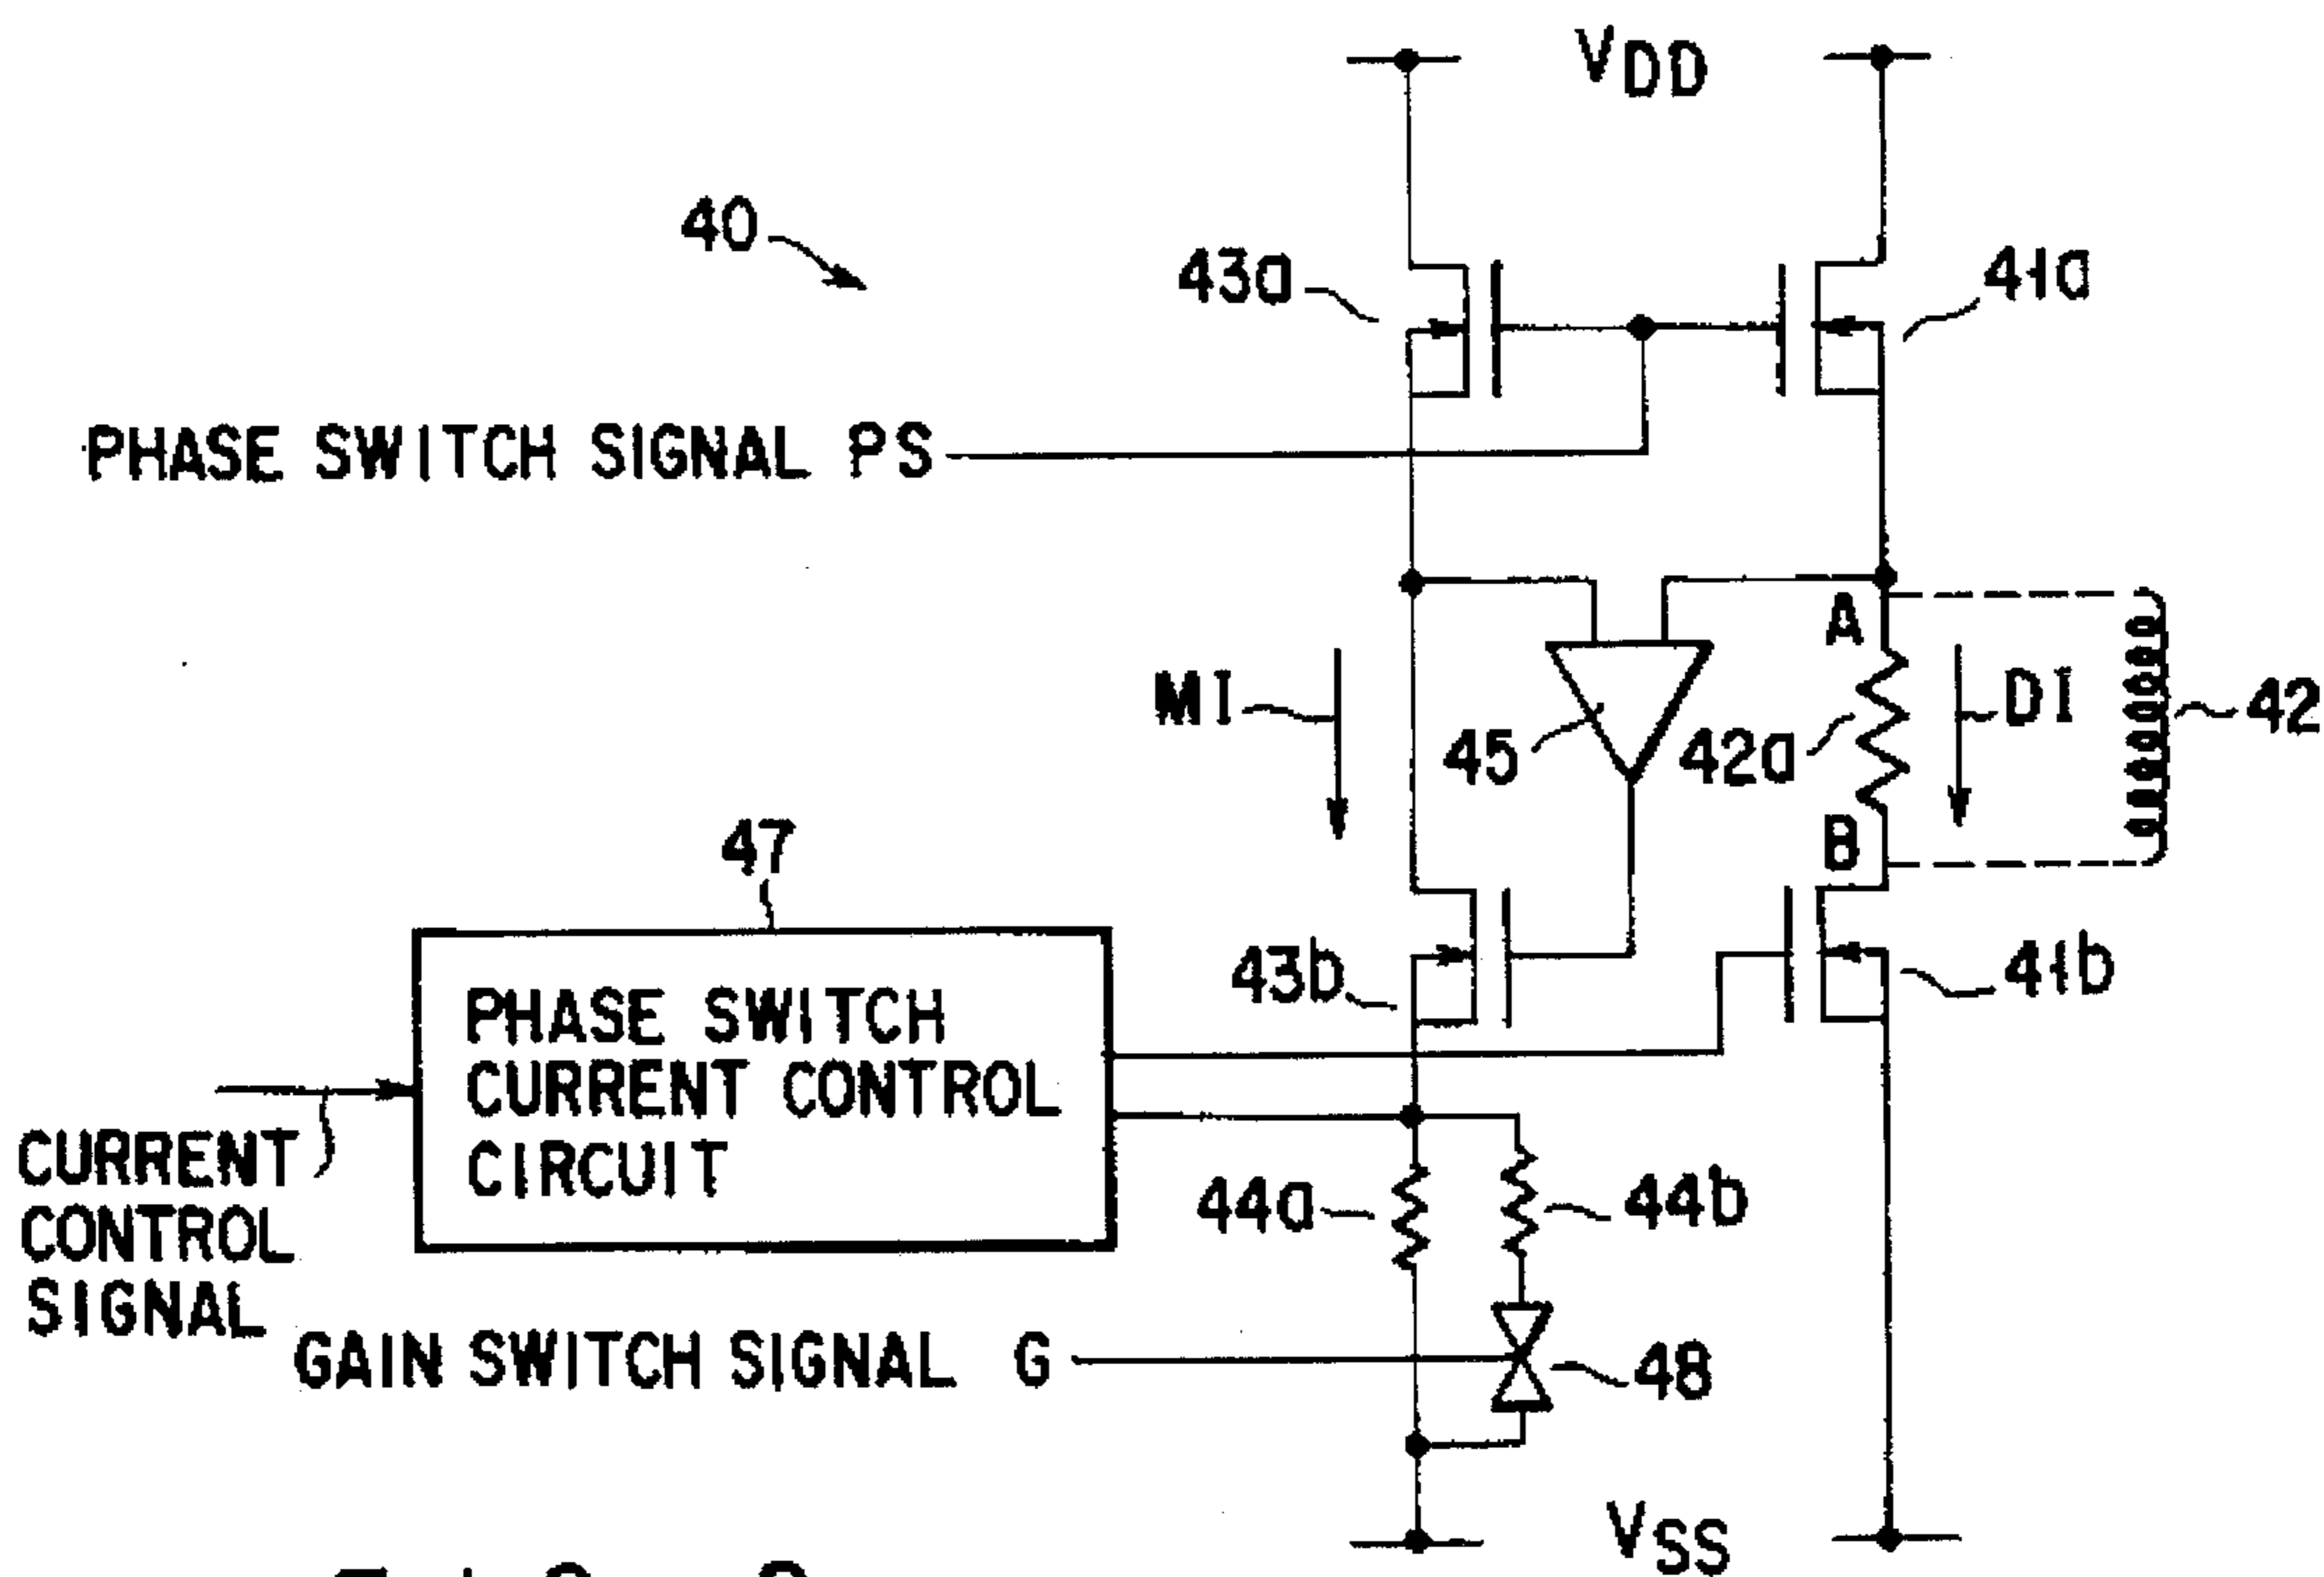 VDD
40
43a
41a
PHASE SWITCH SIGNAL PS
A
MI
45
42a
DI
42
B
47
43b
41b
PHASE SWITCH
CURRENT CONTROL
CIRCUIT
CURRENT
CONTROL
SIGNAL
44a
44b
GAIN SWITCH SIGNAL G
48
VSS